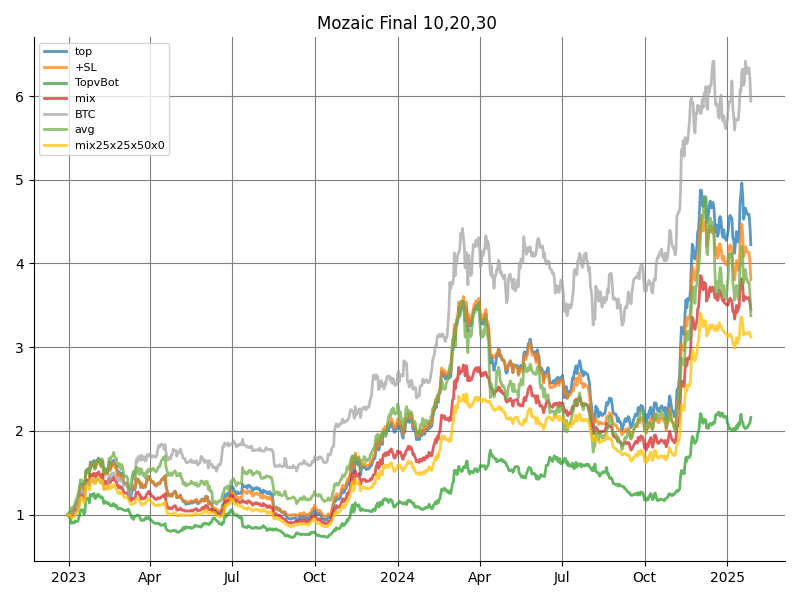 Mozaic Final 10,20,30
top
+SL
TopvBot
mix
BTC
avg
mix25x25x50x0
6
5
4
3
2
1
2023 Apr Jul Oct 2024 Apr Jul Oct 2025